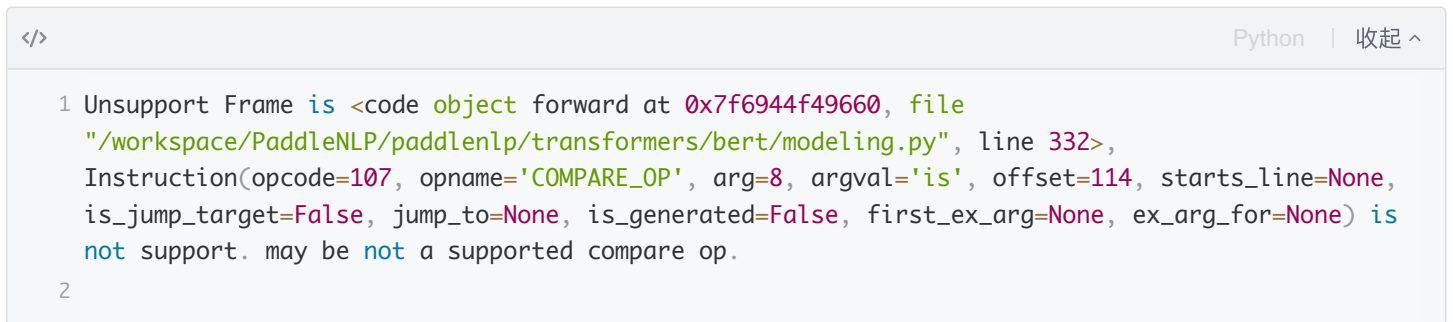 </> Python | 收起 ^
1 Unsupport Frame is <code object forward at 0x7f6944f49660, file
"/workspace/PaddleNLP/paddlenlp/transformers/bert/modeling.py", line 332>,
Instruction(opcode=107, opname='COMPARE_OP', arg=8, argval='is', offset=114, starts_line=None,
is_jump_target=False, jump_to=None, is_generated=False, first_ex_arg=None, ex_arg_for=None) is
not support. may be not a supported compare op.
2